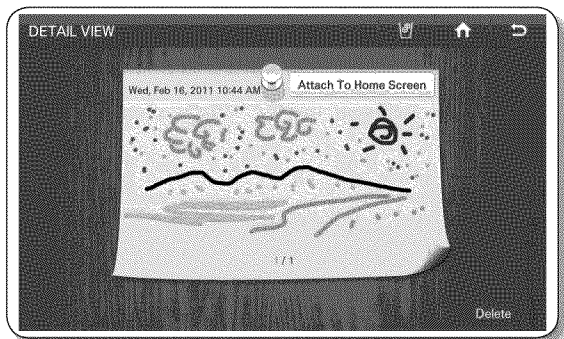 DETAIL VIEW
Wed, Feb 16, 2011 10:44 AM
Attach To Home Screen
1 / 1
Delete